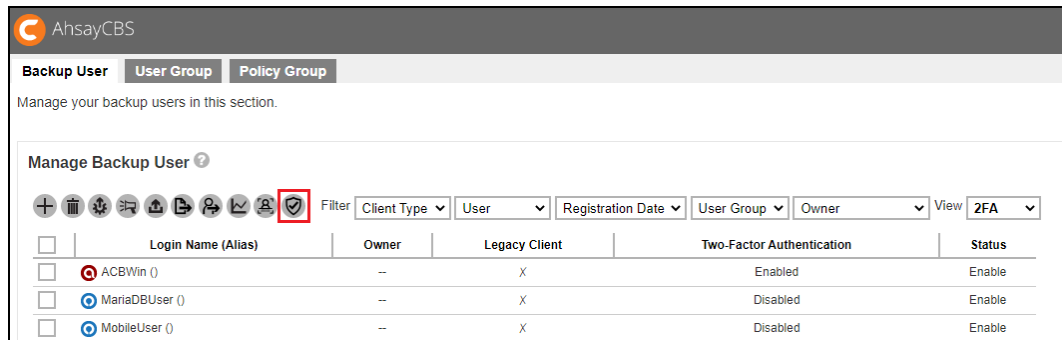 AhsayCBS
Backup User User Group Policy Group
Manage your backup users in this section.
Manage Backup User ?
Filter Client Type User Registration Date User Group Owner View 2FA
Login Name (Alias) Owner Legacy Client Two-Factor Authentication Status
ACBWin () -- X Enabled Enable
MariaDBUser () -- X Disabled Enable
MobileUser () -- X Disabled Enable